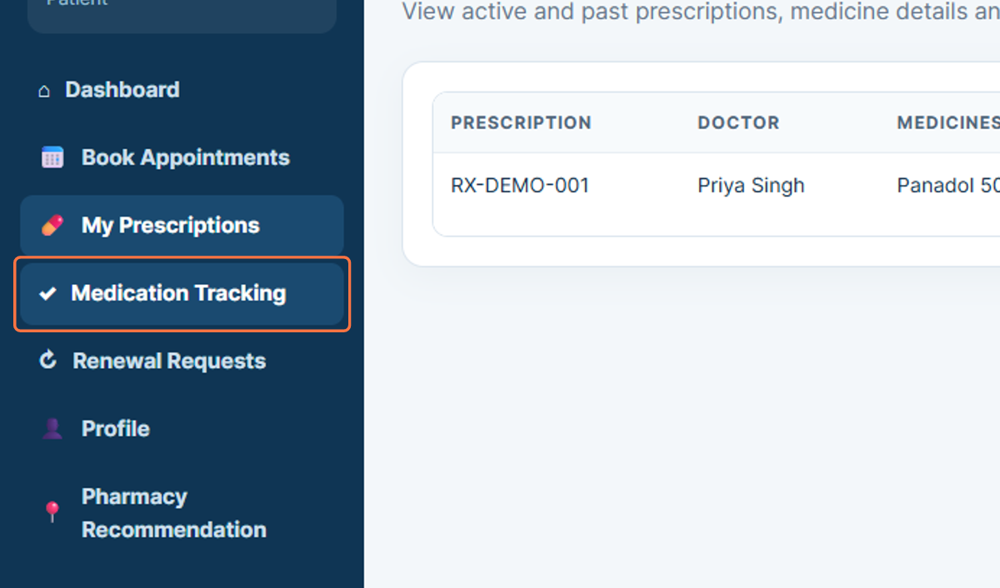 Patient
View active and past prescriptions, medicine details an
Dashboard
Book Appointments
My Prescriptions
Medication Tracking
Renewal Requests
Profile
Pharmacy
Recommendation
PRESCRIPTION DOCTOR MEDICINES
RX-DEMO-001 Priya Singh Panadol 50